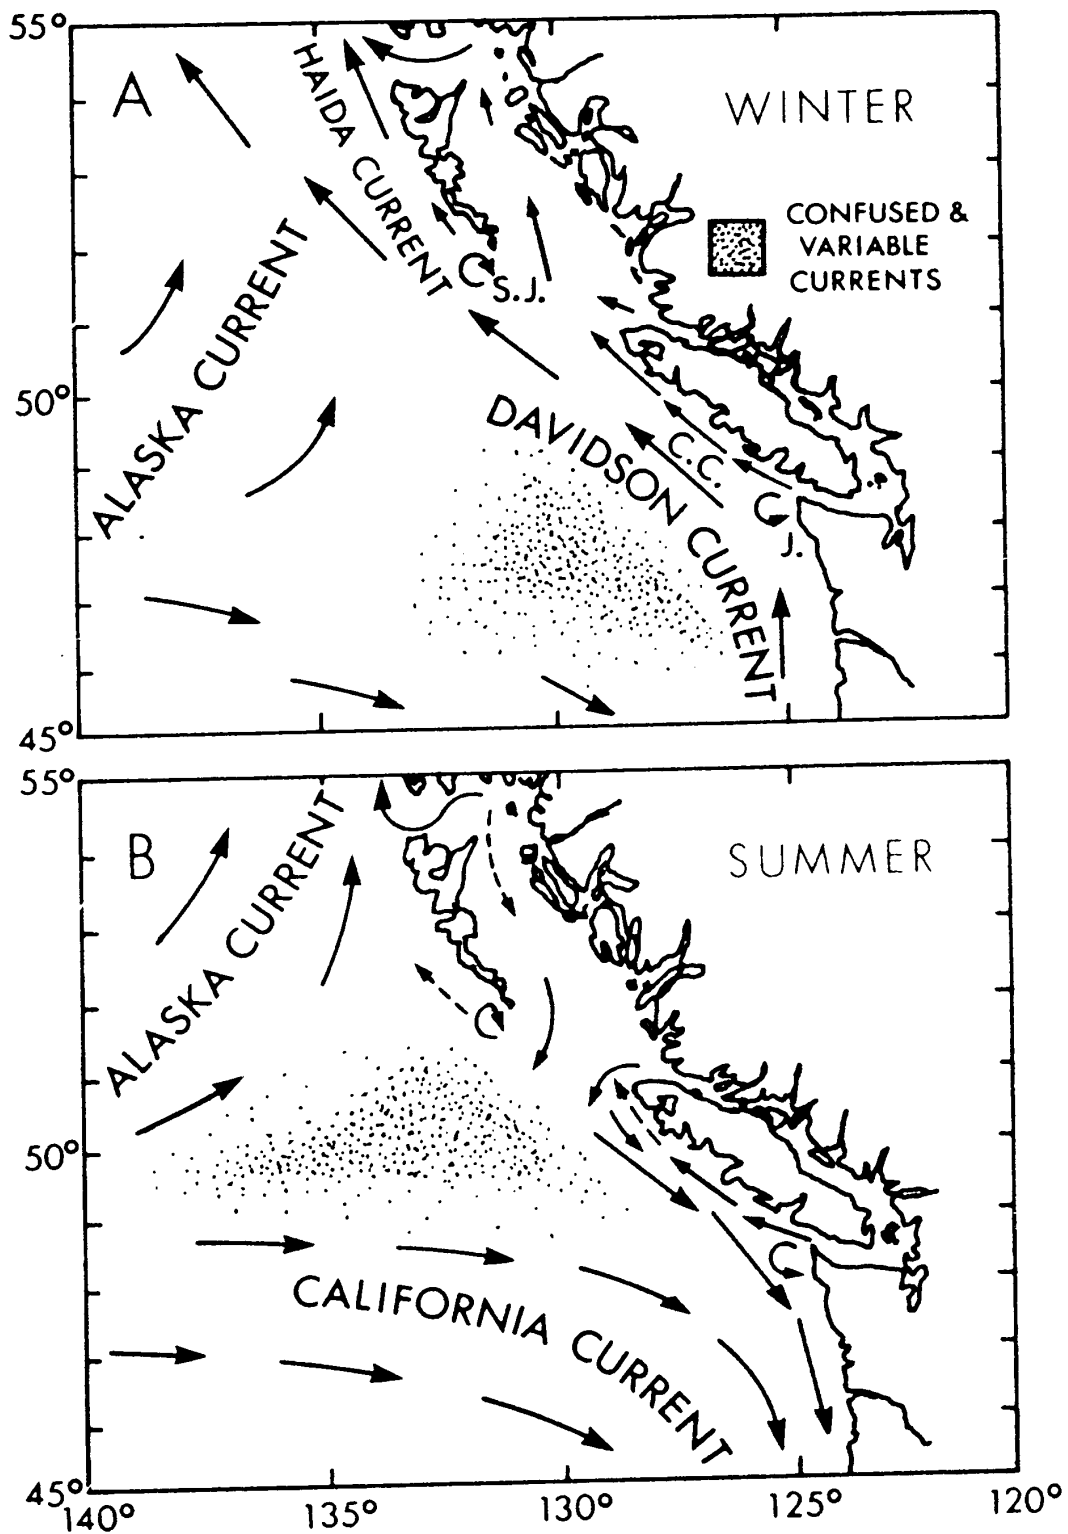 55°
A
HAIDA CURRENT
WINTER
CONFUSED &
VARIABLE
CURRENTS
ALASKA CURRENT
S.J.
50°
DAVIDSON CURRENT
C.C.
J.
45°
55°
B
ALASKA CURRENT
SUMMER
50°
CALIFORNIA CURRENT
45°
140°
135°
130°
125°
120°